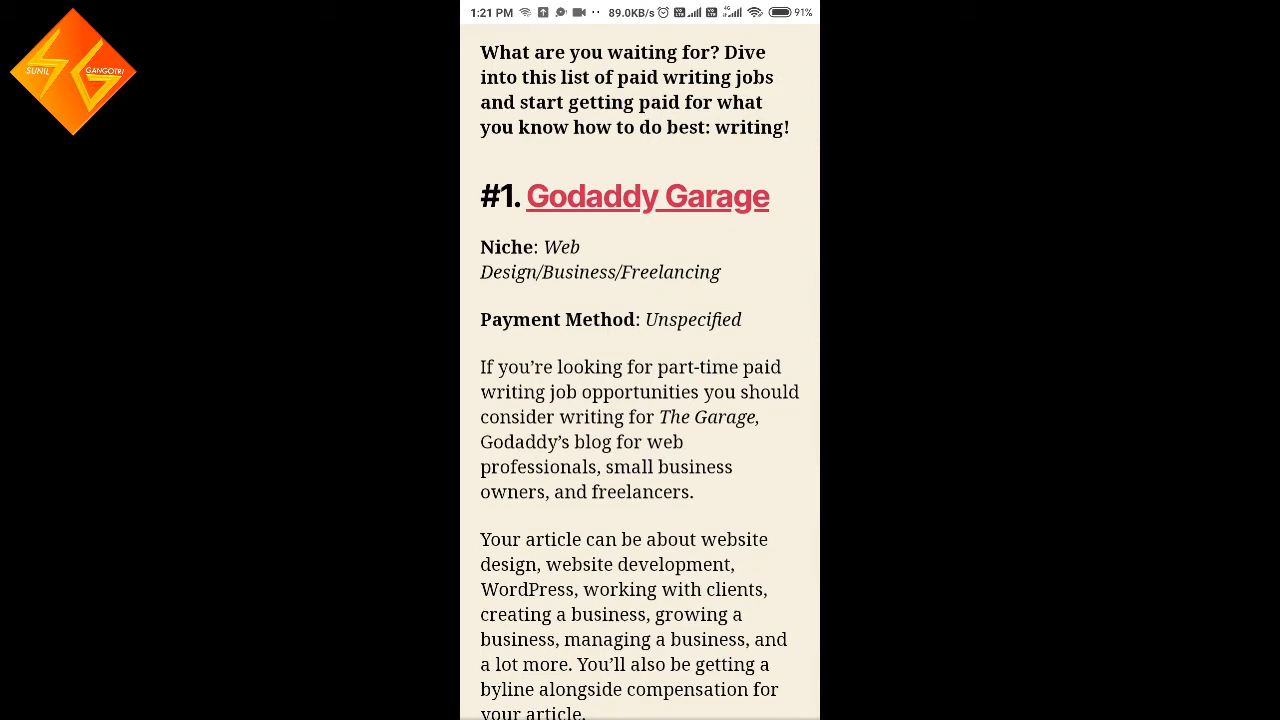 1:21 PM 89.0KB/s 91%
SUNIL GANGOTRI
What are you waiting for? Dive
into this list of paid writing jobs
and start getting paid for what
you know how to do best: writing!
#1. Godaddy Garage
Niche: Web
Design/Business/Freelancing
Payment Method: Unspecified
If you’re looking for part-time paid
writing job opportunities you should
consider writing for The Garage,
Godaddy’s blog for web
professionals, small business
owners, and freelancers.
Your article can be about website
design, website development,
WordPress, working with clients,
creating a business, growing a
business, managing a business, and
a lot more. You’ll also be getting a
byline alongside compensation for
your article.